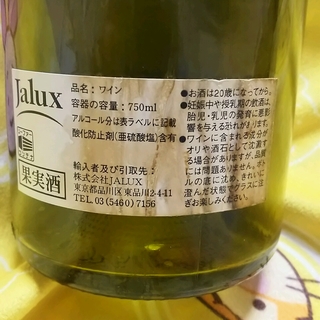 Jalux
品名：ワイン
容器の容量：750ml
アルコール分は表ラベルに記載
酸化防止剤(亜硫酸塩)含有
果実酒
輸入者及び引取先：
株式会社JALUX
東京都品川区東品川2-4-11
TEL.03(5460)7156
●お酒は20歳になってから。
●妊娠中や授乳期の飲酒は、
胎児・乳児の発育に悪影
響を与える恐れがあります。
●ワインに含まれる成分が
オリや酒石として沈澱す
る場合がありますが、品質
には問題ありません。ボト
ルの底に沈め、きれいに
澄んだ状態でグラスに注
ぎお楽しみください。